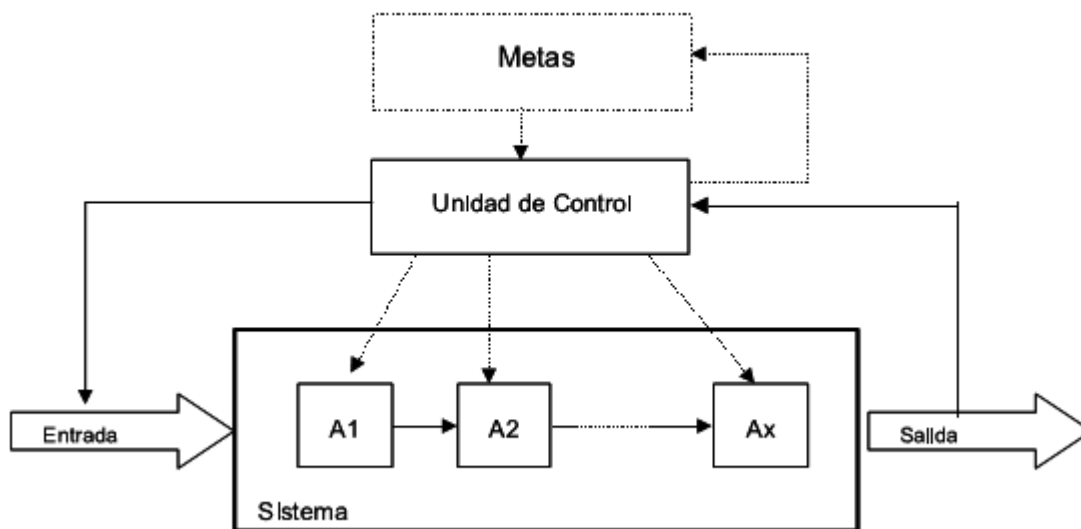 Metas
Unidad de Control
A1
A2
Ax
Entrada
Salida
Sistema